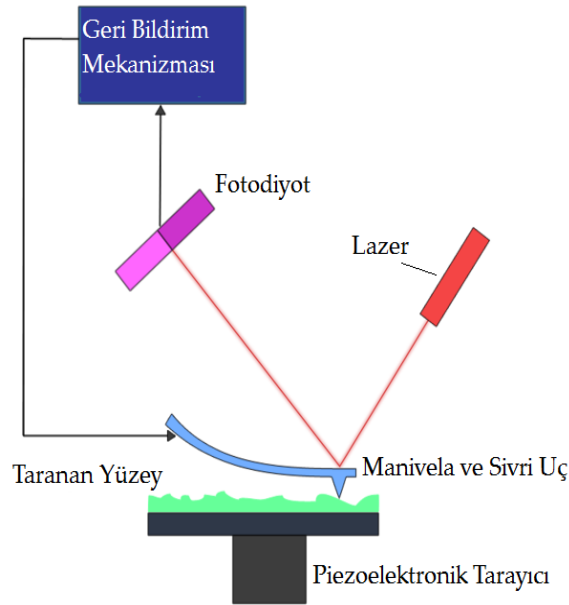 Geri Bildirim
Mekanizması
Fotodiyot
Lazer
Manivela ve Sivri Uç
Taranan Yüzey
Piezoelektronik Tarayıcı